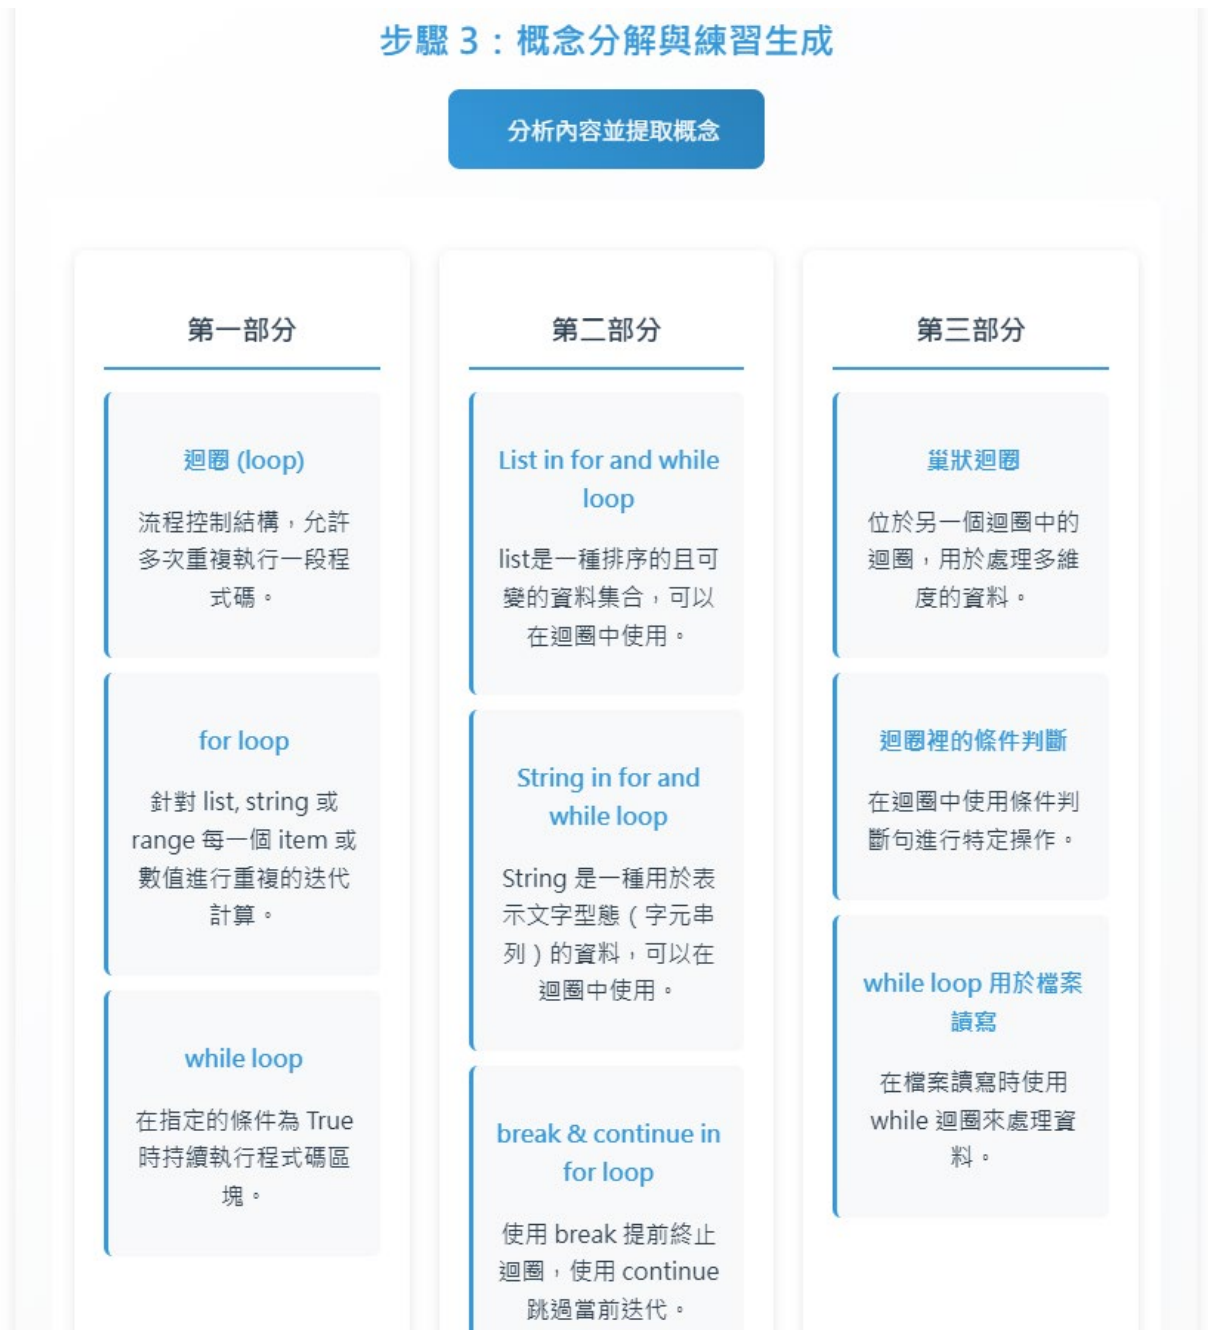 步驟 3：概念分解與練習生成
分析內容並提取概念
第一部分
迴圈 (loop)
流程控制結構，允許
多次重複執行一段程
式碼。
for loop
針對 list, string 或
range 每一個 item 或
數值進行重複的迭代
計算。
while loop
在指定的條件為 True
時持續執行程式碼區
塊。
第二部分
List in for and while
loop
list是一種排序的且可
變的資料集合，可以
在迴圈中使用。
String in for and
while loop
String 是一種用於表
示文字型態（字元串
列）的資料，可以在
迴圈中使用。
break & continue in
for loop
使用 break 提前終止
迴圈，使用 continue
跳過當前迭代。
第三部分
巢狀迴圈
位於另一個迴圈中的
迴圈，用於處理多維
度的資料。
迴圈裡的條件判斷
在迴圈中使用條件判
斷句進行特定操作。
while loop 用於檔案
讀寫
在檔案讀寫時使用
while 迴圈來處理資
料。